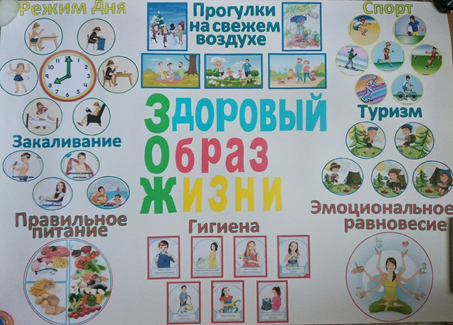 Режим Дня
Прогулки
на свежем
воздухе
Спорт
Закаливание
Здоровый
Образ
Жизни
Туризм
Правильное
питание
Гигиена
Эмоциональное
равновесие